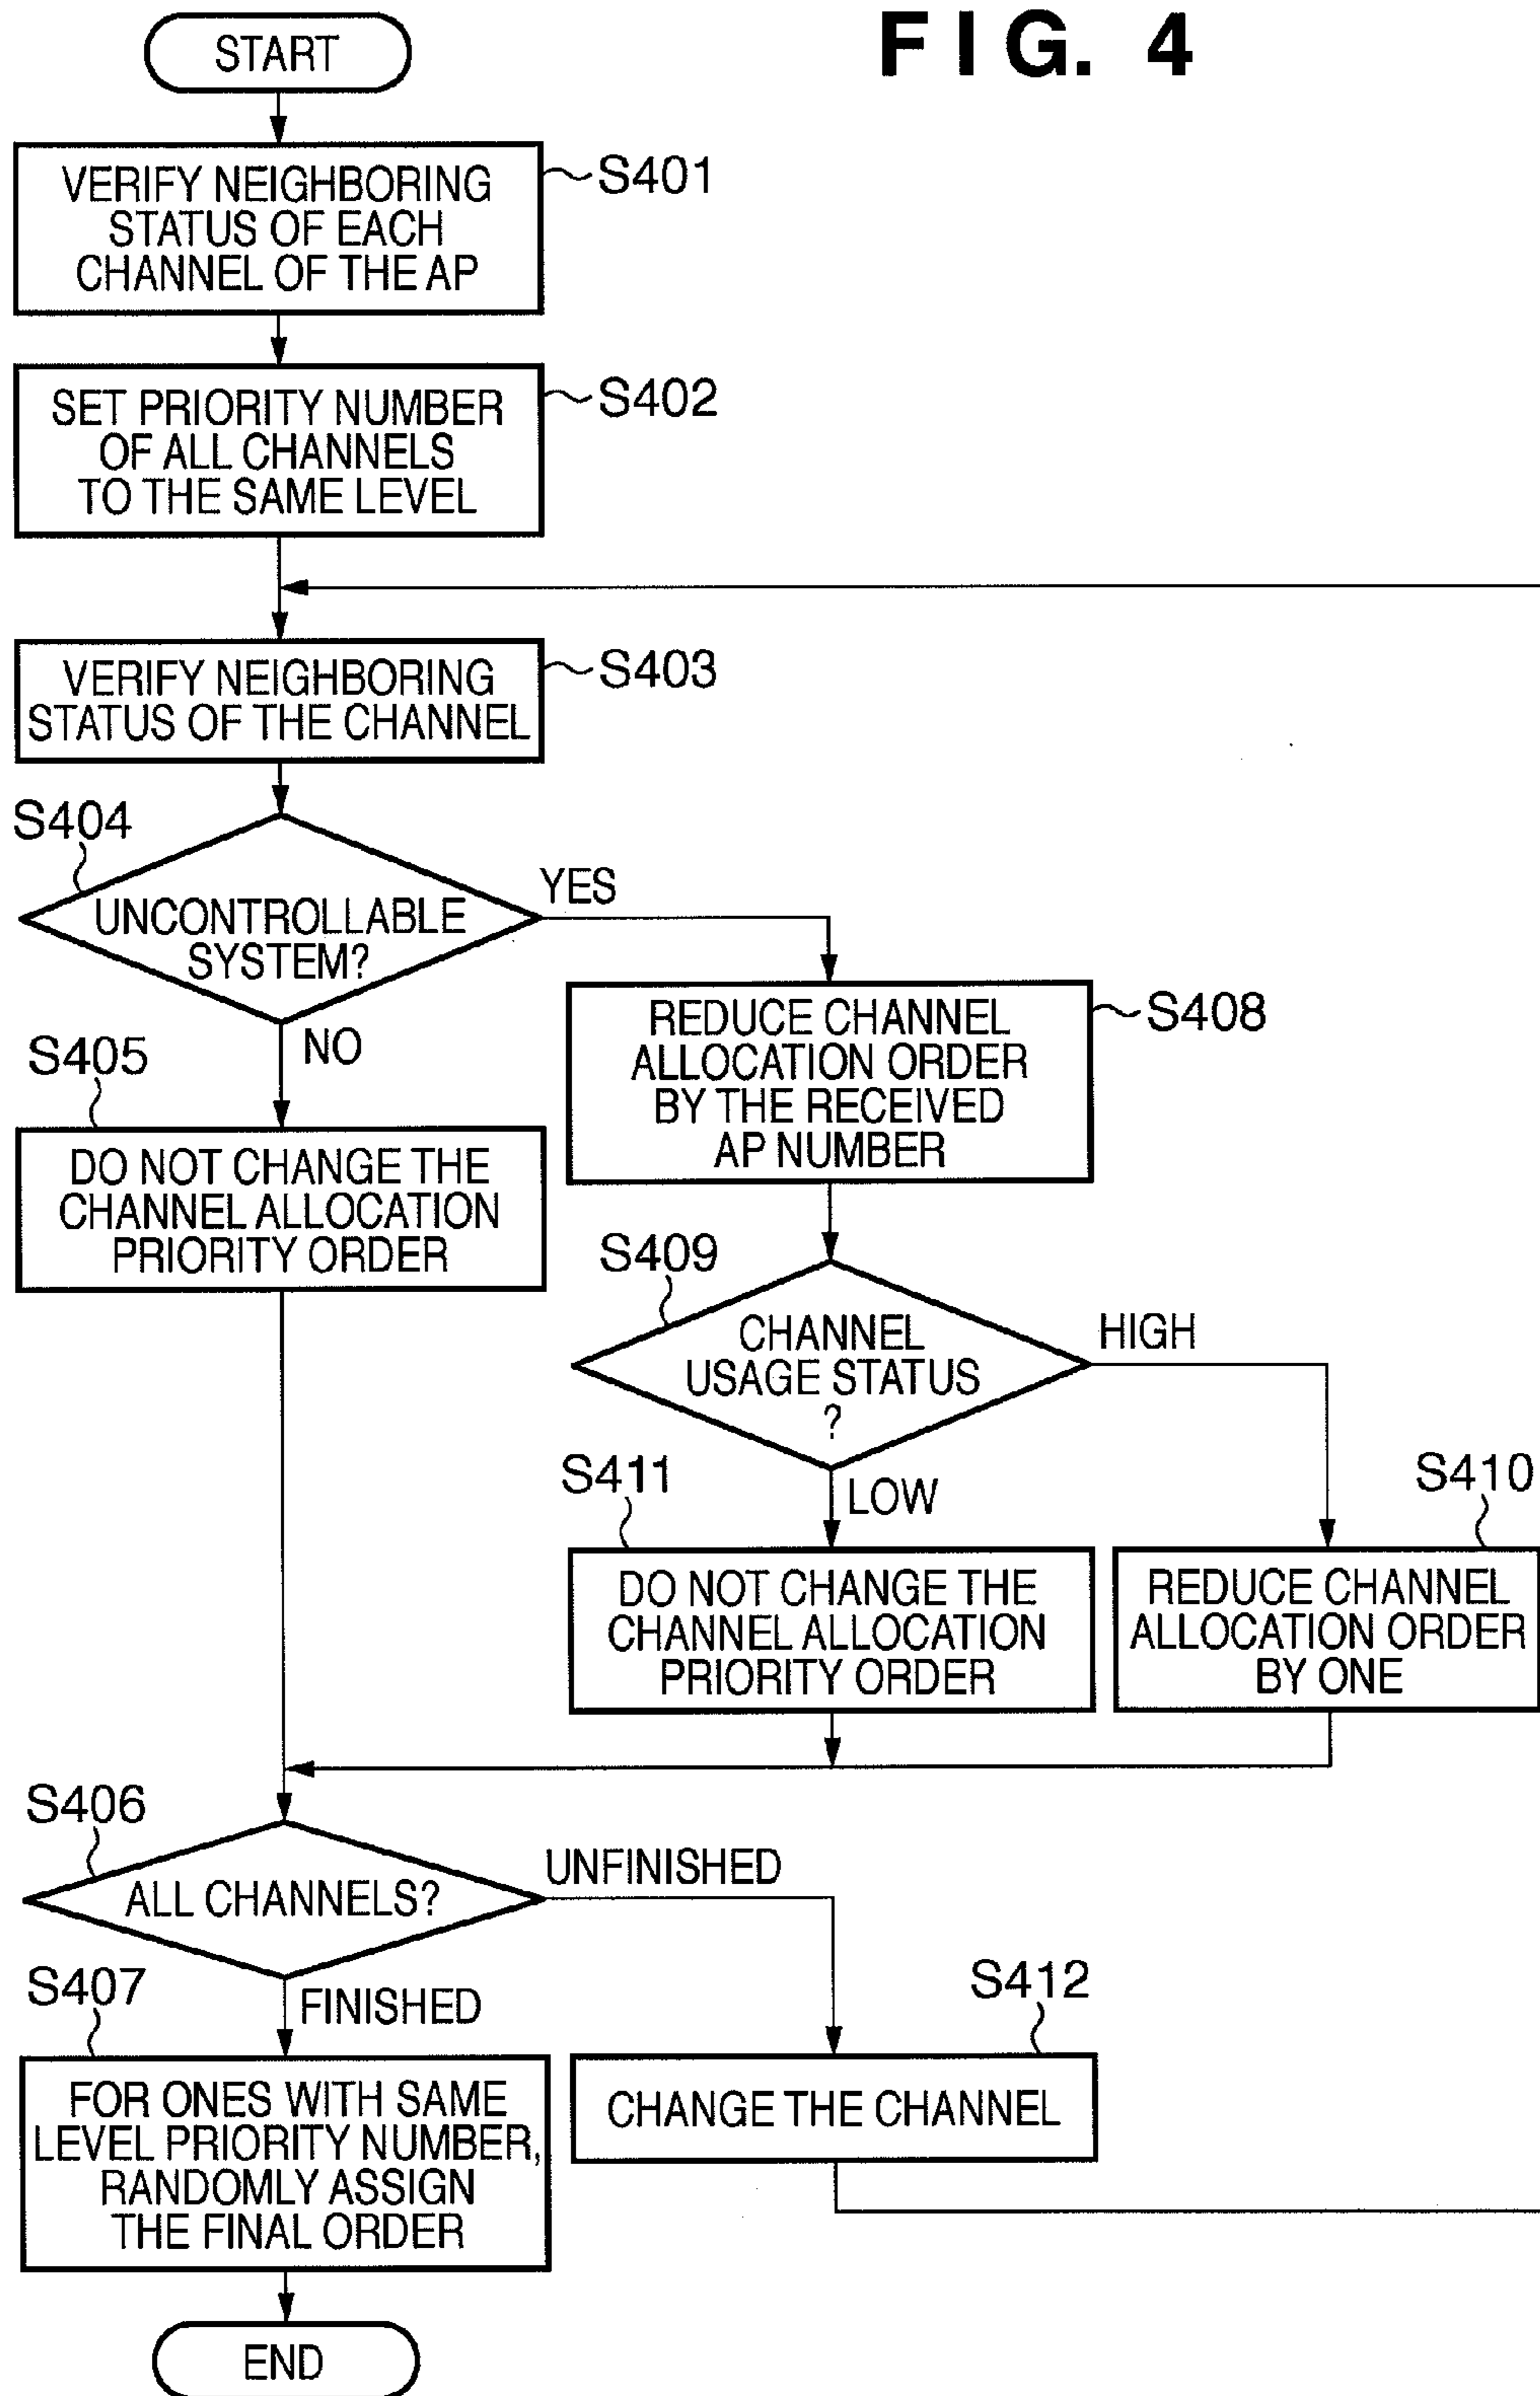 FIG. 4
START
VERIFY NEIGHBORING
STATUS OF EACH
CHANNEL OF THE AP
S401
SET PRIORITY NUMBER
OF ALL CHANNELS
TO THE SAME LEVEL
S402
VERIFY NEIGHBORING
STATUS OF THE CHANNEL
S403
S404
UNCONTROLLABLE
SYSTEM?
YES
NO
S405
DO NOT CHANGE THE
CHANNEL ALLOCATION
PRIORITY ORDER
REDUCE CHANNEL
ALLOCATION ORDER
BY THE RECEIVED
AP NUMBER
S408
S409
CHANNEL
USAGE STATUS
?
HIGH
LOW
S411
DO NOT CHANGE THE
CHANNEL ALLOCATION
PRIORITY ORDER
S410
REDUCE CHANNEL
ALLOCATION ORDER
BY ONE
S406
ALL CHANNELS?
UNFINISHED
FINISHED
S407
FOR ONES WITH SAME
LEVEL PRIORITY NUMBER,
RANDOMLY ASSIGN
THE FINAL ORDER
S412
CHANGE THE CHANNEL
END